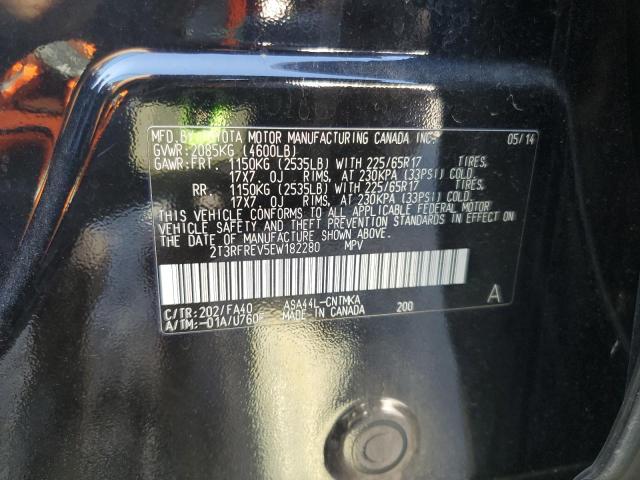 MFD.BY TOYOTA MOTOR MANUFACTURING CANADA INC. 05/14
GVWR: 2085KG (4600LB)
GAWR: FRT. 1150KG (2535LB) WITH 225/65R17 TIRES,
17X7.0J RIMS, AT 230KPA (33PSI) COLD.
RR 1150KG (2535LB) WITH 225/65R17 TIRES,
17X7.0J RIMS, AT 230KPA (33PSI) COLD.
THIS VEHICLE CONFORMS TO ALL APPLICABLE FEDERAL MOTOR
VEHICLE SAFETY AND THEFT PREVENTION STANDARDS IN EFFECT ON
THE DATE OF MANUFACTURE SHOWN ABOVE.
2T3RFREV5EW182280 MPV
C/TR: 202/FA40 ASA44L-CNTMKA A
A/TM: -01A/U760F MADE IN CANADA 200